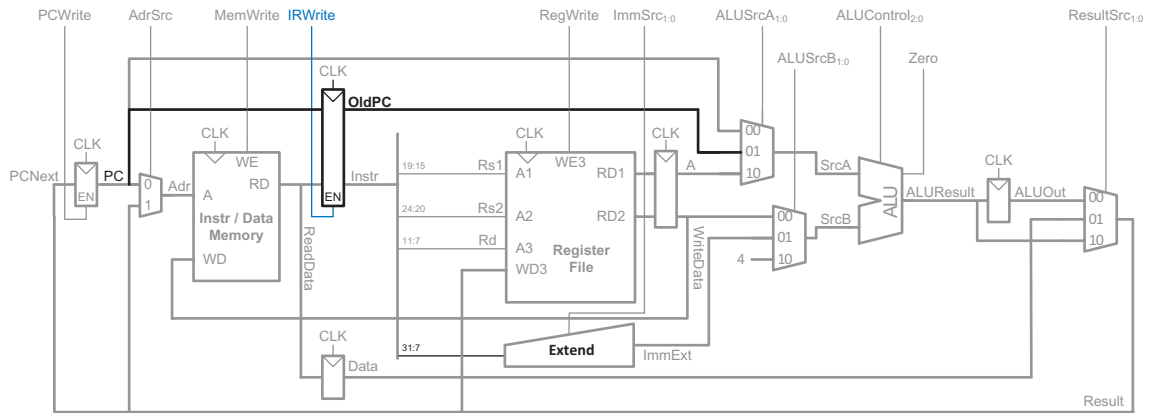 PCWrite AdrSrc MemWrite IRWrite RegWrite ImmSrc1:0 ALUSrcA1:0 ALUControl2:0 ResultSrc1:0
ALUSrcB1:0 Zero
CLK
OldPC
CLK CLK CLK CLK
00
01
10
PCNext PC EN
0
1
Adr
WE
A RD
Instr / Data
Memory
WD
EN
Instr
ReadData
19:15 Rs1
24:20 Rs2
11:7 Rd
31:7
WE3
A1 RD1
A2 RD2
A3
WD3
Register
File
A
WriteData
00
01
4 10
SrcA
SrcB
ALU
ALUResult
CLK
ALUOut
00
01
10
Extend
ImmExt
CLK
Data
Result